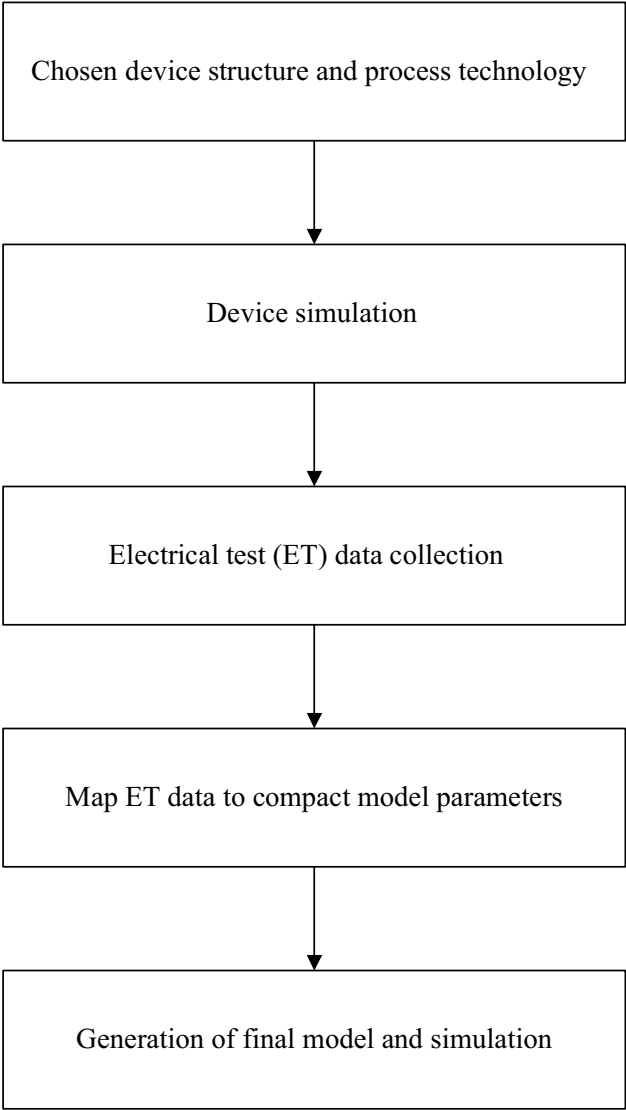 Chosen device structure and process technology
Device simulation
Electrical test (ET) data collection
Map ET data to compact model parameters
Generation of final model and simulation